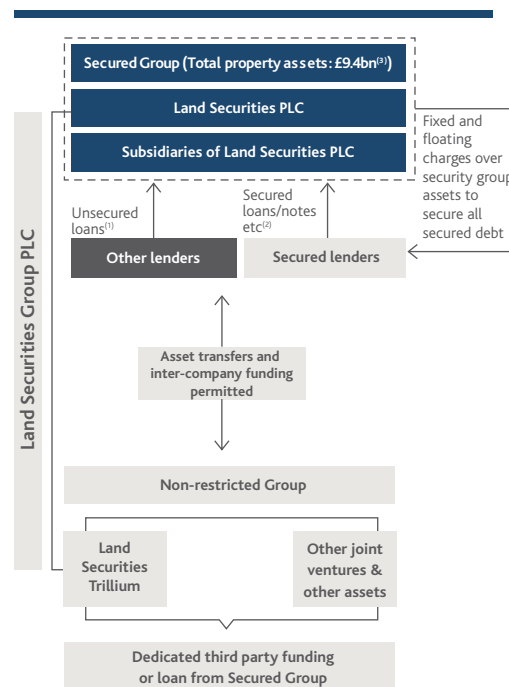 Secured Group (Total property assets: £9.4bn(3))
Land Securities PLC
Subsidiaries of Land Securities PLC
Fixed and
floating
charges over
security group
assets to
secure all
secured debt
Unsecured
loans(1)
Secured
loans/notes
etc(2)
Other lenders
Secured lenders
Land Securities Group PLC
Asset transfers and
inter-company funding
permitted
Non-restricted Group
Land
Securities
Trillium
Other joint
ventures &
other assets
Dedicated third party funding
or loan from Secured Group